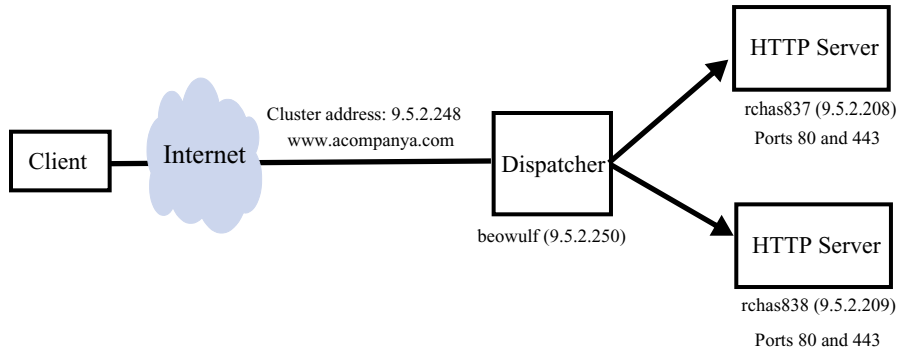 HTTP Server
rchas837 (9.5.2.208)
Ports 80 and 443
Cluster address: 9.5.2.248
www.acompanya.com
Client
Internet
Dispatcher
beowulf (9.5.2.250)
HTTP Server
rchas838 (9.5.2.209)
Ports 80 and 443